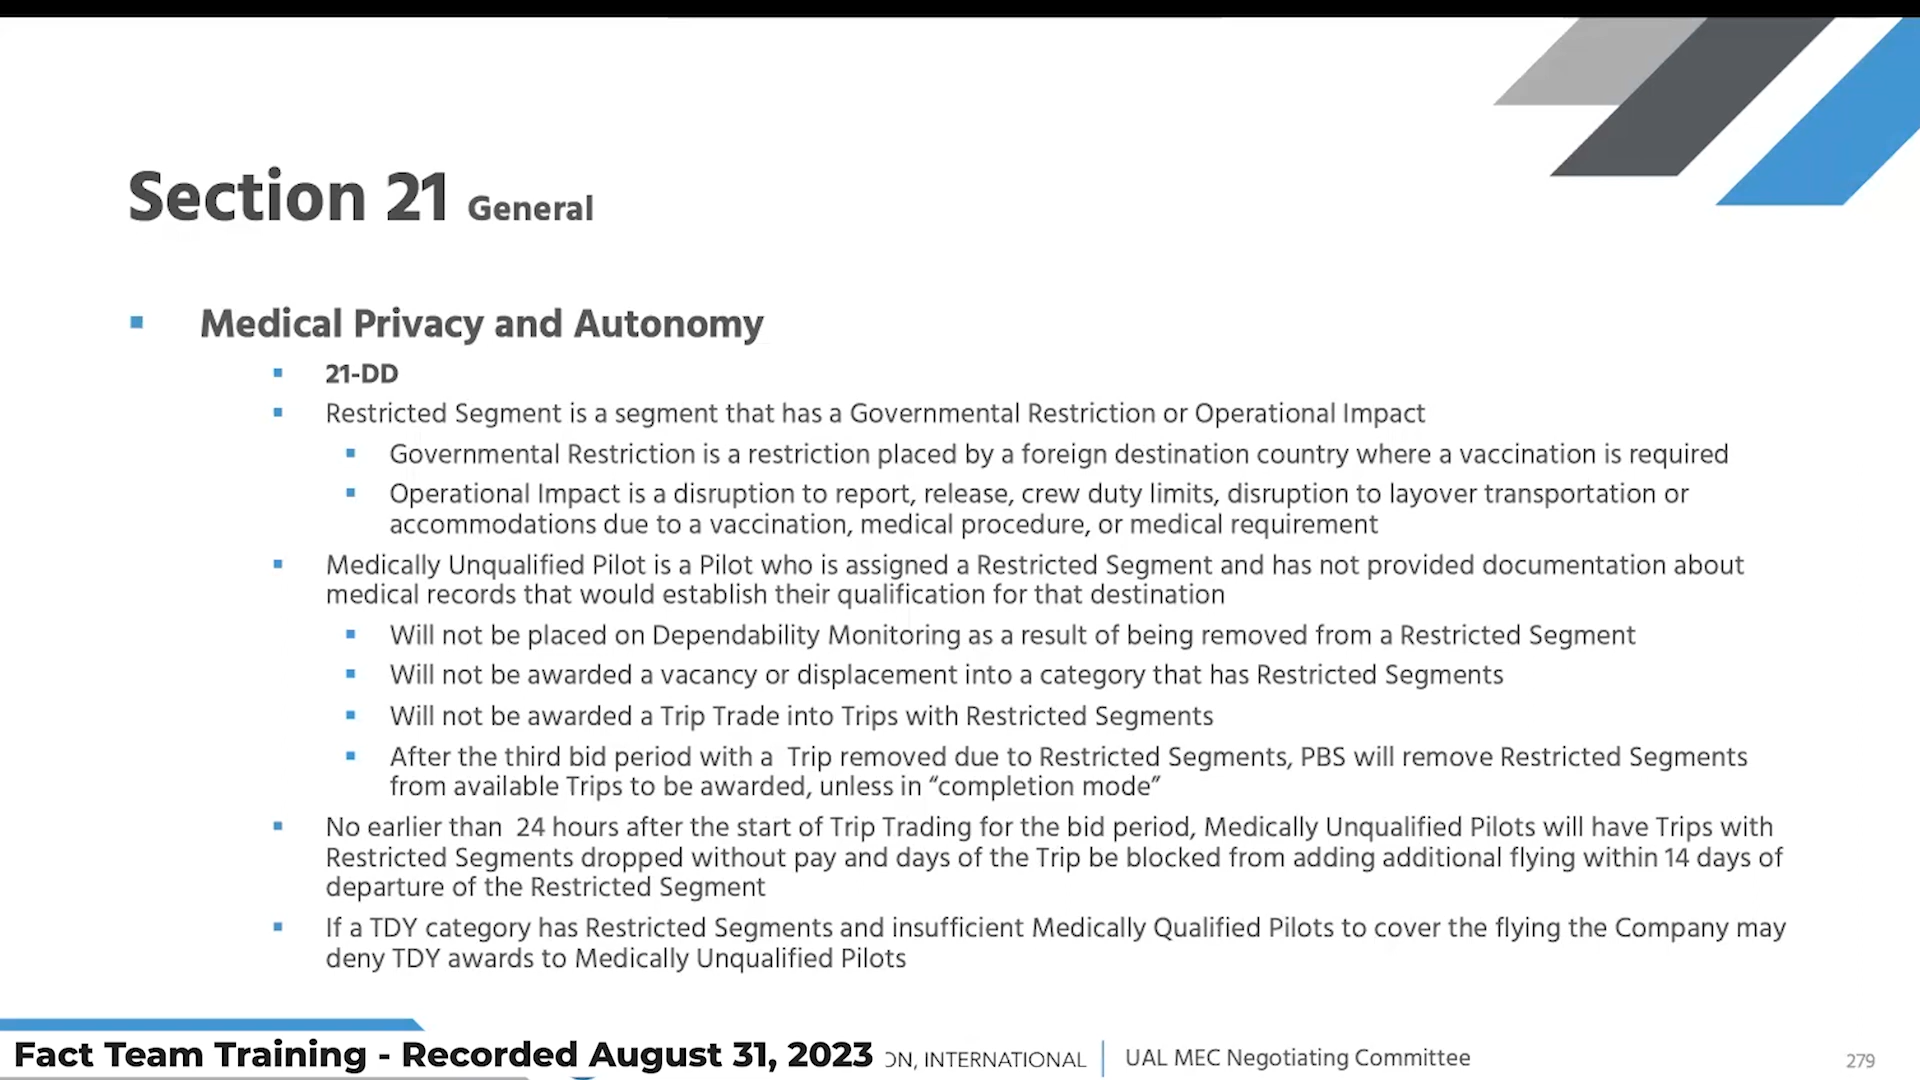 Section 21 General
Medical Privacy and Autonomy
21-DD
Restricted Segment is a segment that has a Governmental Restriction or Operational Impact
Governmental Restriction is a restriction placed by a foreign destination country where a vaccination is required
Operational Impact is a disruption to report, release, crew duty limits, disruption to layover transportation or
accommodations due to a vaccination, medical procedure, or medical requirement
Medically Unqualified Pilot is a Pilot who is assigned a Restricted Segment and has not provided documentation about
medical records that would establish their qualification for that destination
Will not be placed on Dependability Monitoring as a result of being removed from a Restricted Segment
Will not be awarded a vacancy or displacement into a category that has Restricted Segments
Will not be awarded a Trip Trade into Trips with Restricted Segments
After the third bid period with a Trip removed due to Restricted Segments, PBS will remove Restricted Segments
from available Trips to be awarded, unless in “completion mode”
No earlier than 24 hours after the start of Trip Trading for the bid period, Medically Unqualified Pilots will have Trips with
Restricted Segments dropped without pay and days of the Trip be blocked from adding additional flying within 14 days of
departure of the Restricted Segment
If a TDY category has Restricted Segments and insufficient Medically Qualified Pilots to cover the flying the Company may
deny TDY awards to Medically Unqualified Pilots
Fact Team Training - Recorded August 31, 2023 ON, INTERNATIONAL UAL MEC Negotiating Committee 279